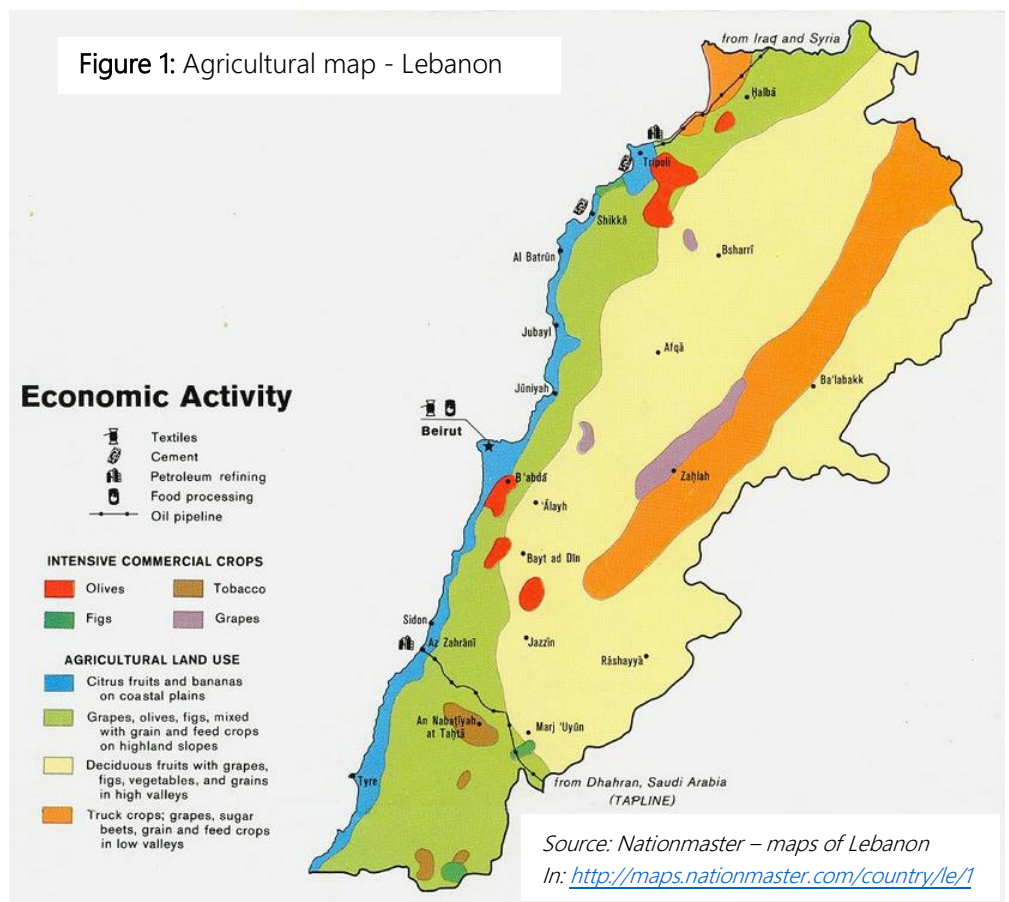 Figure 1: Agricultural map - Lebanon
from Iraq and Syria
Ḥalbā
Tripoli
Shikkā
Bsharrī
Al Batrūn
Jubayl
Afqā
Jūniyah
Ba'labakk
Economic Activity
Textiles
Cement
Petroleum refining
Food processing
Oil pipeline
Beirut
B'abdā
Zaḥlah
'Ālayh
Bayt ad Dīn
INTENSIVE COMMERCIAL CROPS
Olives
Tobacco
Figs
Grapes
Sidon
Az Zahrānī
Jazzīn
Rāshayyā
AGRICULTURAL LAND USE
Citrus fruits and bananas
on coastal plains
Grapes, olives, figs, mixed
with grain and feed crops
on highland slopes
Deciduous fruits with grapes,
figs, vegetables, and grains
in high valleys
Truck crops; grapes, sugar
beets, grain and feed crops
in low valleys
An Nabaṭīyah
at Taḥtā
Marj 'Uyūn
Tyre
from Dhahran, Saudi Arabia
(TAPLINE)
Source: Nationmaster – maps of Lebanon
In: http://maps.nationmaster.com/country/le/1